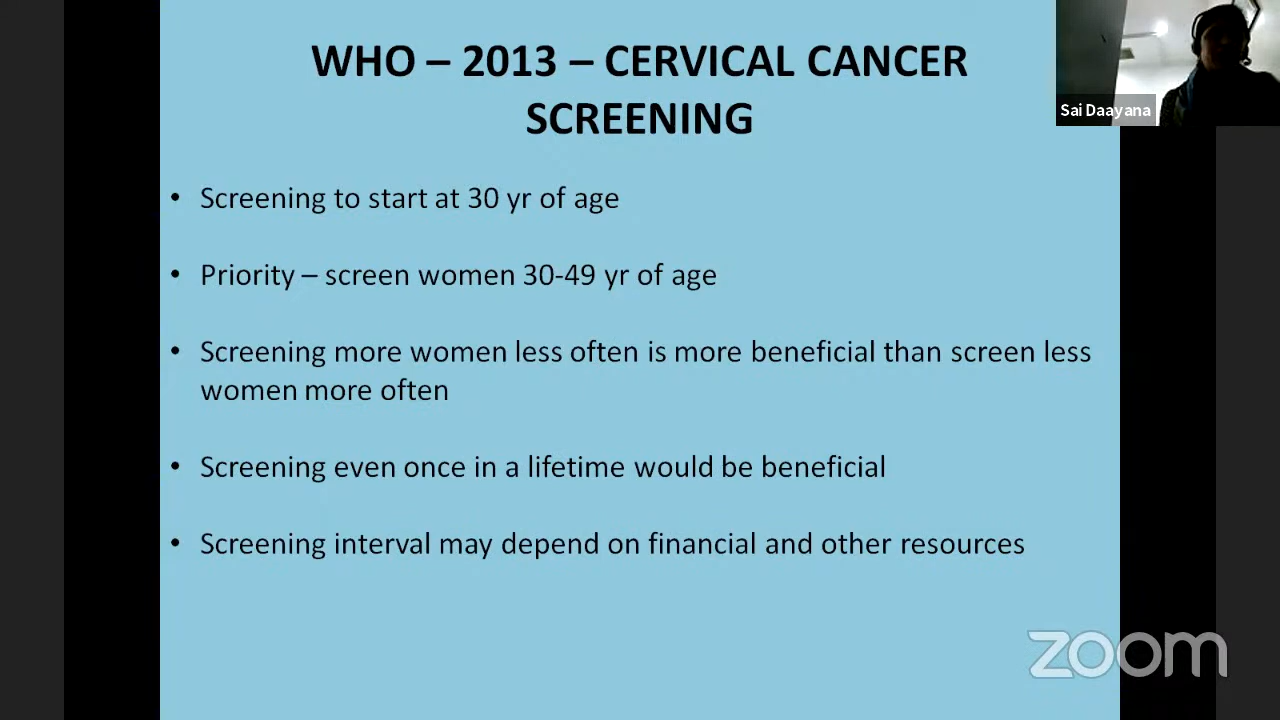 WHO – 2013 – CERVICAL CANCER
SCREENING
Sai Daayana
• Screening to start at 30 yr of age
• Priority – screen women 30-49 yr of age
• Screening more women less often is more beneficial than screen less
women more often
• Screening even once in a lifetime would be beneficial
• Screening interval may depend on financial and other resources
zoom